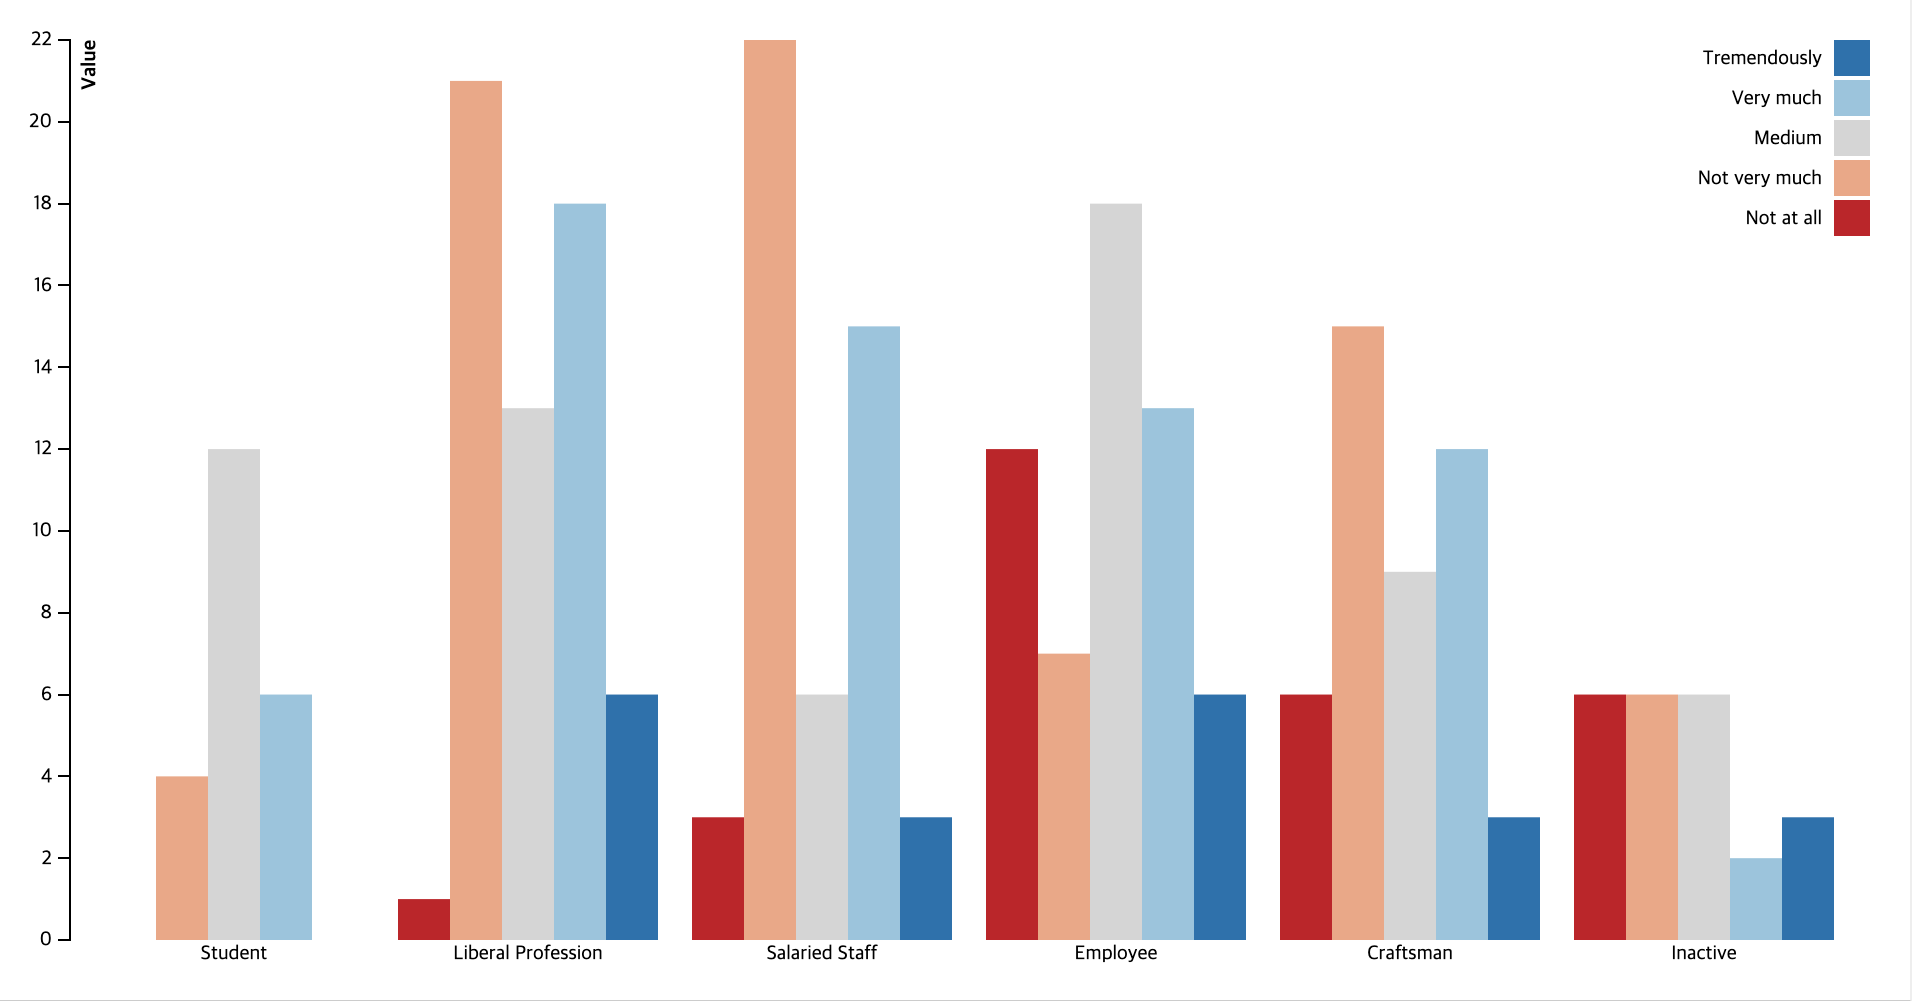 Value
22
20
18
16
14
12
10
8
6
4
2
0
Tremendously
Very much
Medium
Not very much
Not at all
Student
Liberal Profession
Salaried Staff
Employee
Craftsman
Inactive